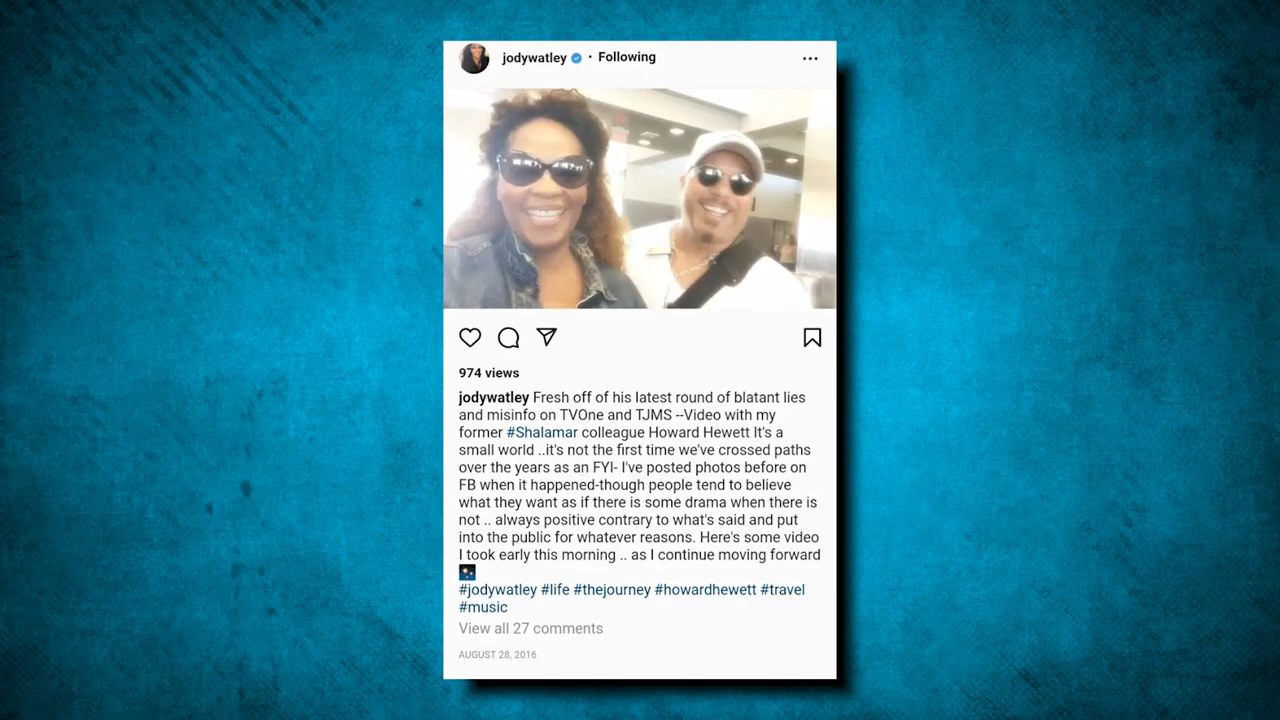 jodywatley • Following
974 views
jodywatley Fresh off of his latest round of blatant lies
and misinfo on TVOne and TJMS --Video with my
former #Shalamar colleague Howard Hewett It's a
small world ..it's not the first time we've crossed paths
over the years as an FYI- I've posted photos before on
FB when it happened-though people tend to believe
what they want as if there is some drama when there is
not .. always positive contrary to what's said and put
into the public for whatever reasons. Here's some video
I took early this morning .. as I continue moving forward
#jodywatley #life #thejourney #howardhewett #travel
#music
View all 27 comments
AUGUST 28, 2016